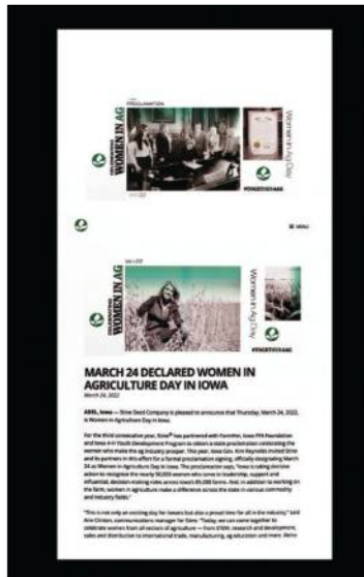 PROCLAMATION
CELEBRATING
WOMEN IN AG
Women in Ag Day
MENU
CELEBRATING
WOMEN IN AG
Women in Ag Day
MARCH 24 DECLARED WOMEN IN
AGRICULTURE DAY IN IOWA
March 24, 2022
ADEL, Iowa — Stine Seed Company is pleased to announce that Thursday, March 24, 2022,
is Women in Agriculture Day in Iowa.
For the third consecutive year, Stine® has partnered with Iowa FFA Foundation
and Iowa 4-H Youth Development Program to obtain a state proclamation celebrating the
women who make the ag industry prosper. This year, Iowa Gov. Kim Reynolds invited Stine
and its partners in this effort for a formal proclamation signing, officially designating March
24 as Women in Agriculture Day in Iowa. The proclamation says, "Iowa is taking decisive
action to recognize the nearly 50,000 women who serve in leadership, support and
influential, decision-making roles across Iowa's 85,000 farms. And, in addition to working on
the farm, women in agriculture make a difference across the state in various commodity
and industry fields."
"This is not only an exciting day for Iowans but also a proud time for all in the industry," said
Ann Clinton, communications manager for Stine. "Today, we can come together to
celebrate women from all sectors of agriculture — from STEM, research and development,
sales and distribution to international trade, manufacturing, ag education and more. We're